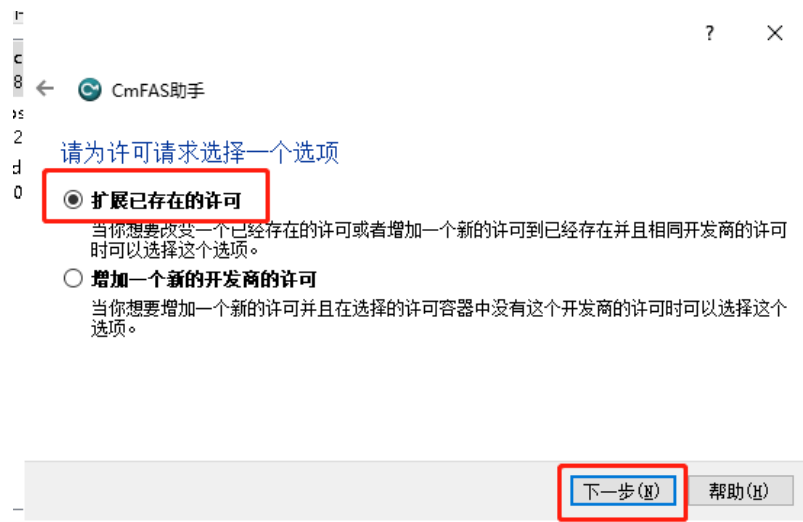 ?
c
8
CmFAS助手
2
请为许可请求选择一个选项
d
0
扩展已存在的许可
当你想要改变一个已经存在的许可或者增加一个新的许可到已经存在并且相同开发商的许可
时可以选择这个选项。
增加一个新的开发商的许可
当你想要增加一个新的许可并且在选择的许可容器中没有这个开发商的许可时可以选择这个
选项。
下一步(N) 帮助(H)